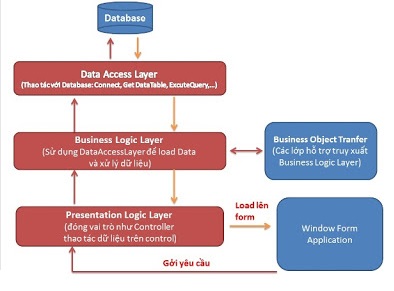 Database
Data Access Layer
(Thao tác với Database: Connect, Get DataTable, ExcuteQuery,...)
Business Logic Layer
(Sử dụng DataAccessLayer để load Data
và xử lý dữ liệu)
Business Object Tranfer
(Các lớp hỗ trợ truy xuất
Business Logic Layer)
Presentation Logic Layer
(đóng vai trò như Controller
thao tác dữ liệu trên control)
Load lên
form
Window Form
Application
Gởi yêu cầu